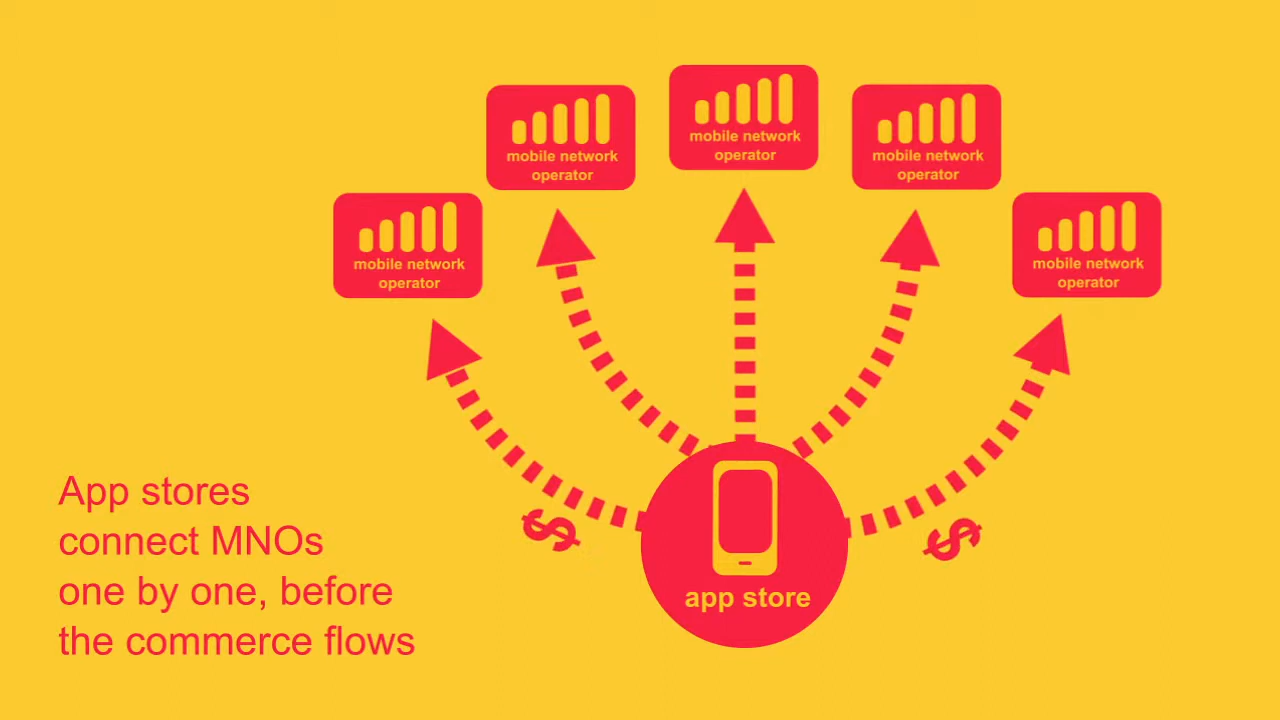 mobile network
operator
mobile network
operator
mobile network
operator
mobile network
operator
mobile network
operator
$
$
app store
App stores
connect MNOs
one by one, before
the commerce flows